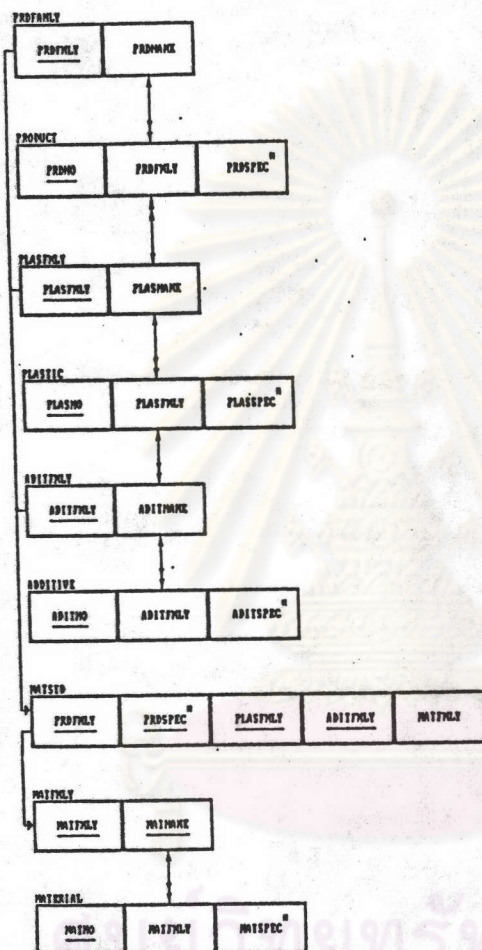 PRDFAMLY
PRDFMLY PRDNAME
PRODUCT
PRDNO PRDFMLY PRDSPEC*
PLASFMLY
PLASFMLY PLASNAME
PLASTIC
PLASNO PLASFMLY PLASSPEC*
ADITFMLY
ADITFMLY ADITNAME
ADDITIVE
ADITNO ADITFMLY ADITSPEC*
MATSTD
PRDFMLY PRDSPEC* PLASFMLY ADITFMLY MATFMLY
MATFMLY
MATFMLY MATNAME
MATERIAL
MATNO MATFMLY MATSPEC*